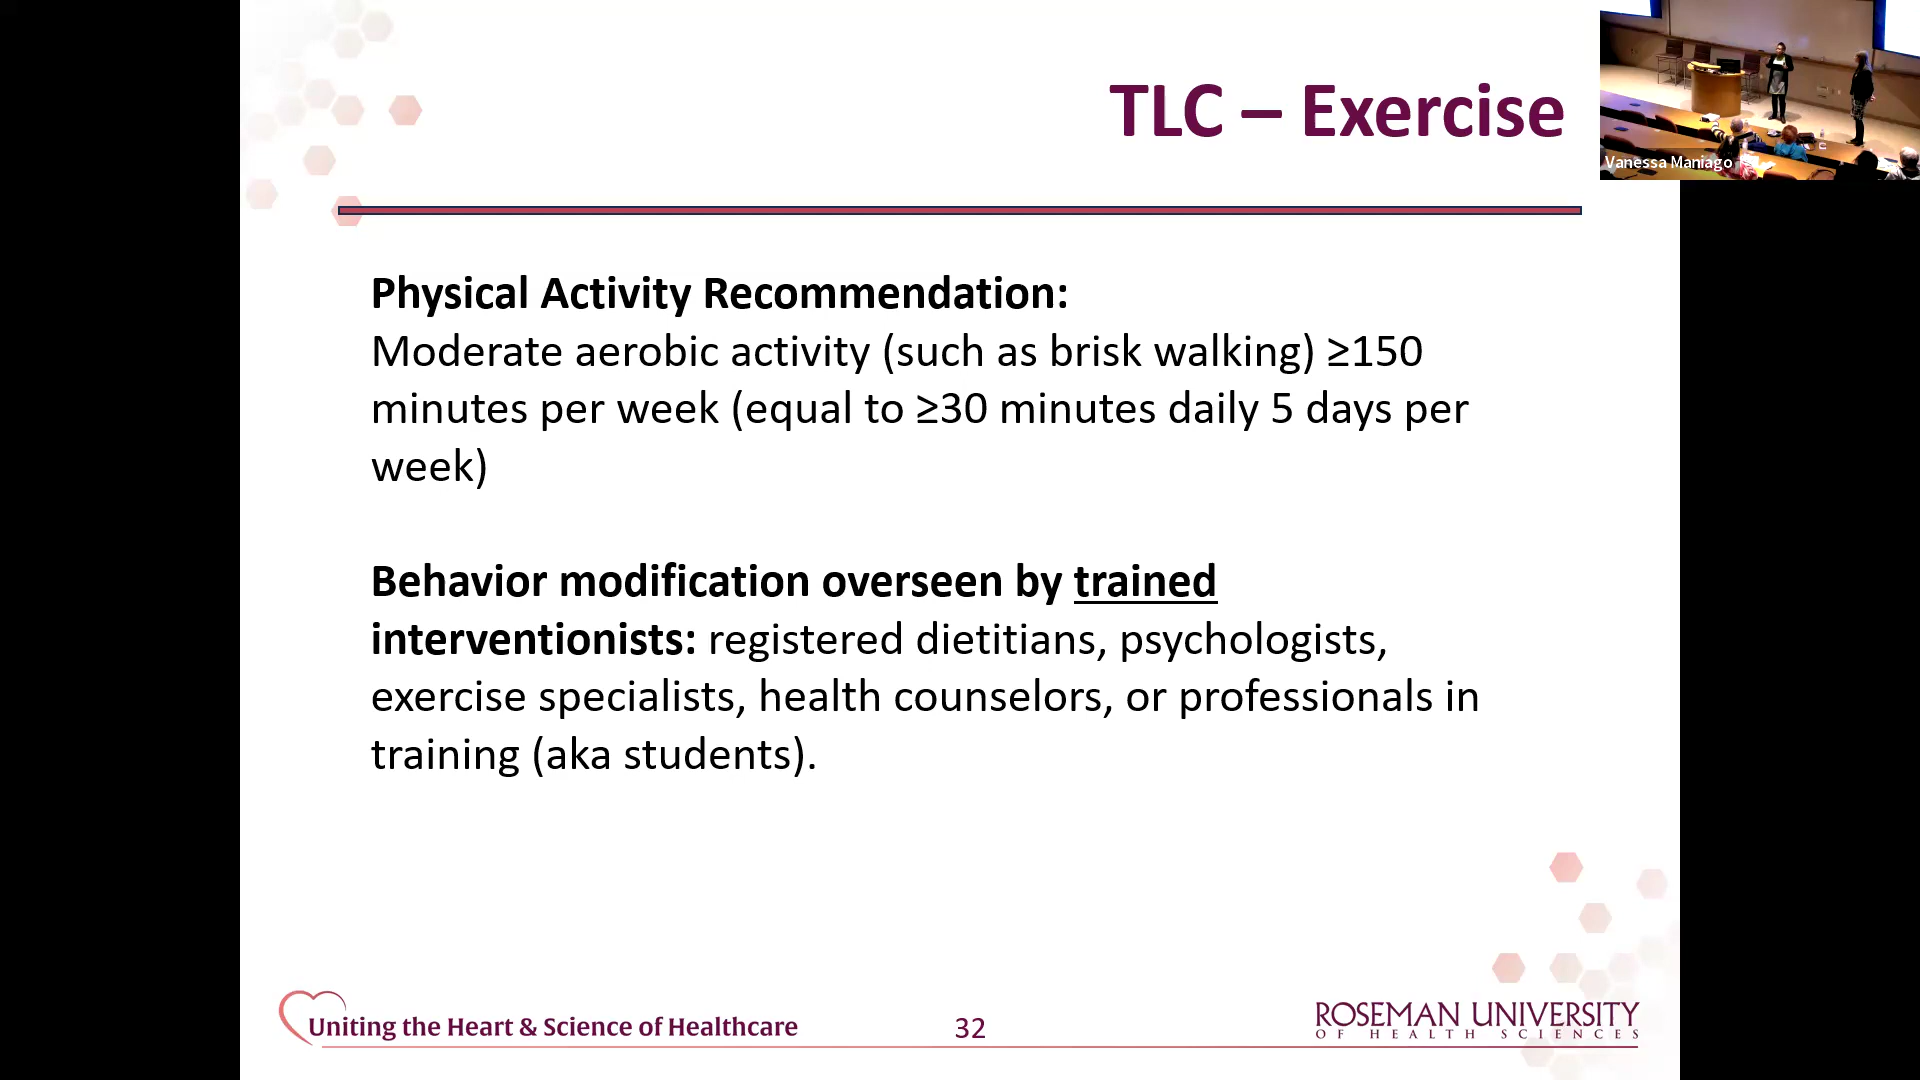 TLC – Exercise
Vanessa Maniago
Physical Activity Recommendation:
Moderate aerobic activity (such as brisk walking) ≥150
minutes per week (equal to ≥30 minutes daily 5 days per
week)
Behavior modification overseen by trained
interventionists: registered dietitians, psychologists,
exercise specialists, health counselors, or professionals in
training (aka students).
Uniting the Heart & Science of Healthcare
32
ROSEMAN UNIVERSITY
OF HEALTH SCIENCES